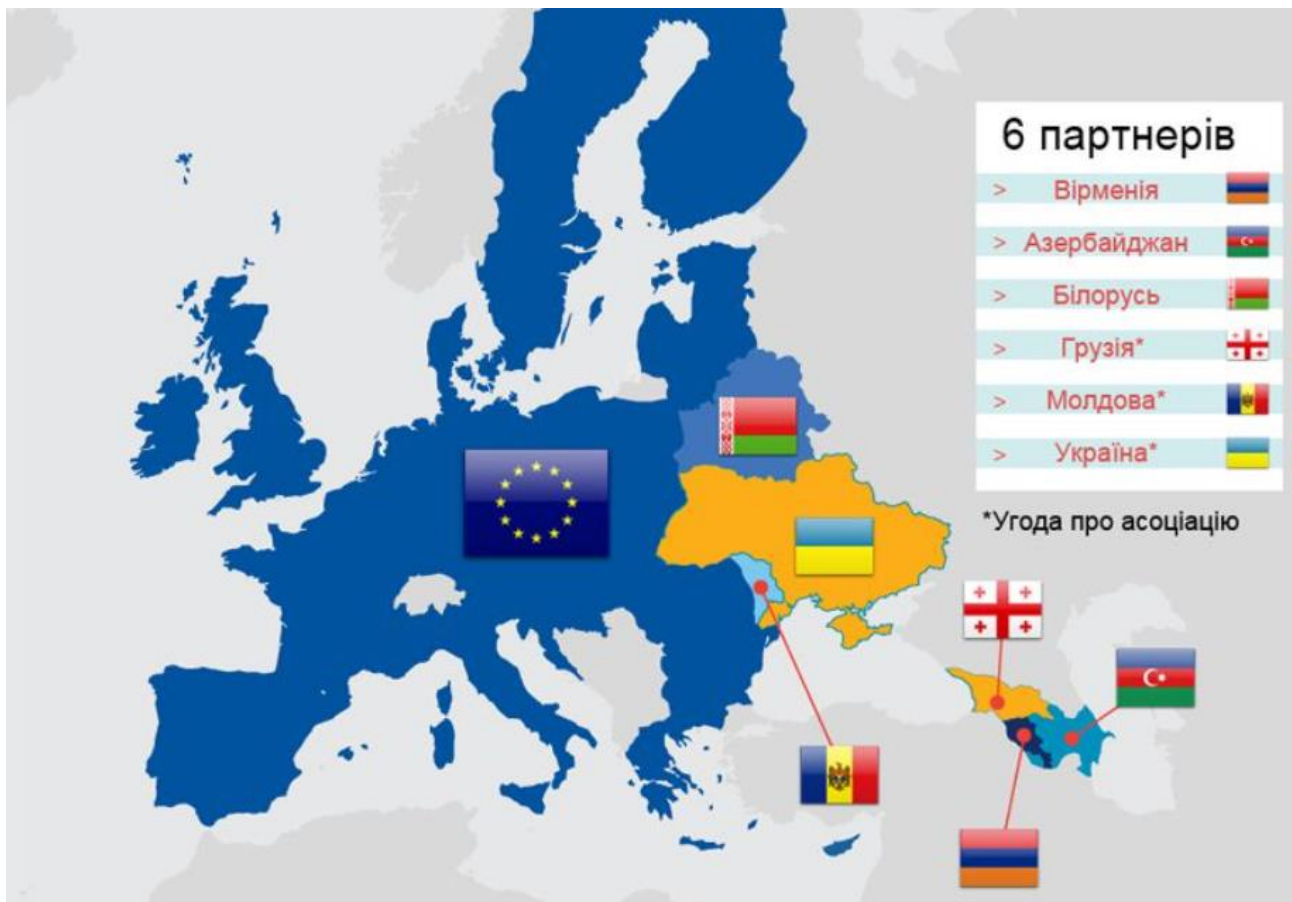 6 партнерів
> Вірменія
> Азербайджан
> Білорусь
> Грузія*
> Молдова*
> Україна*
*Угода про асоціацію